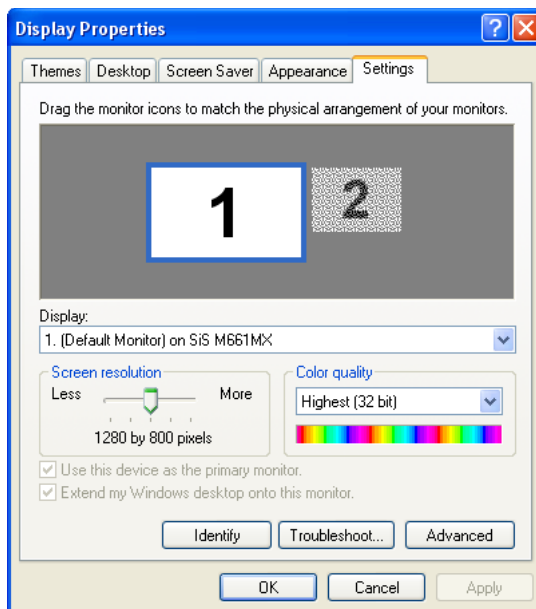 Display Properties
Themes Desktop Screen Saver Appearance Settings
Drag the monitor icons to match the physical arrangement of your monitors.
1 2
Display:
1. (Default Monitor) on SiS M661MX
Screen resolution
Less More
1280 by 800 pixels
Color quality
Highest (32 bit)
Use this device as the primary monitor.
Extend my Windows desktop onto this monitor.
Identify Troubleshoot... Advanced
OK Cancel Apply